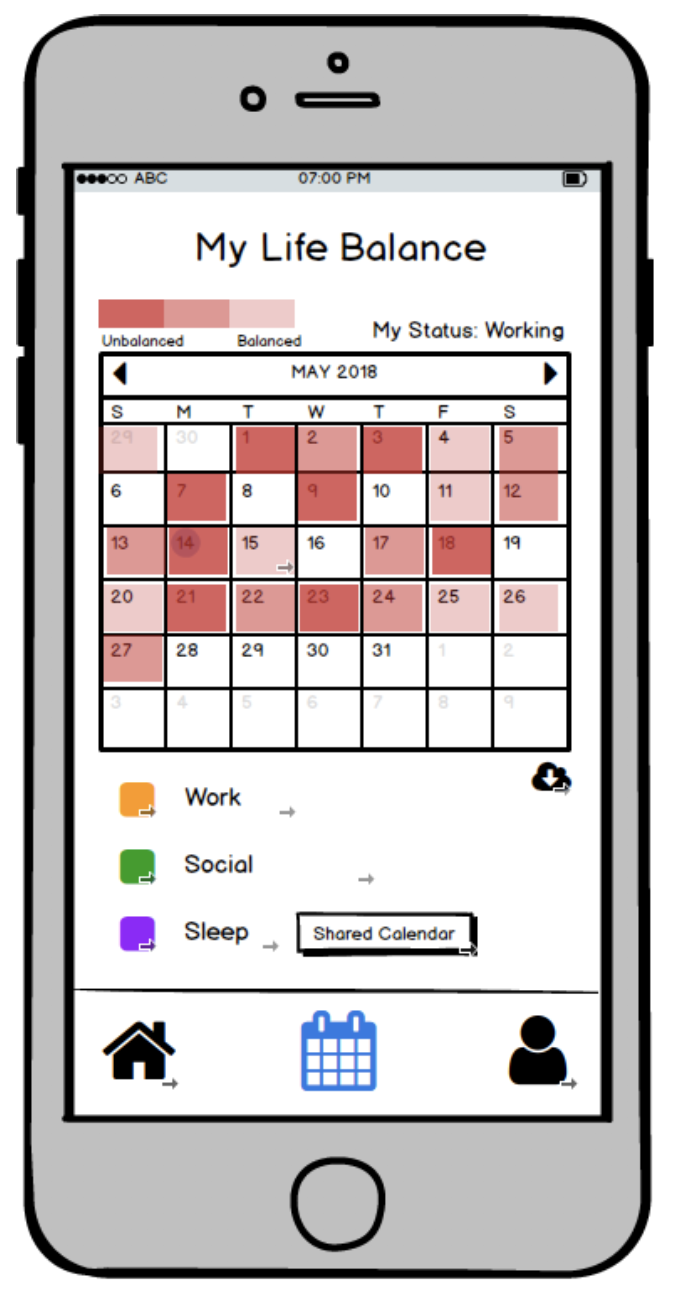 ABC 07:00 PM
My Life Balance
Unbalanced Balanced My Status: Working
MAY 2018
S M T W T F S
29 30 1 2 3 4 5
6 7 8 9 10 11 12
13 14 15 16 17 18 19
20 21 22 23 24 25 26
27 28 29 30 31 1 2
3 4 5 6 7 8 9
Work
Social
Sleep Shared Calendar